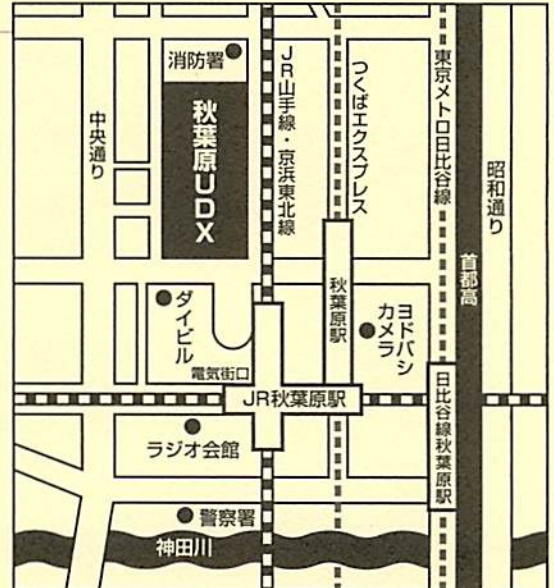 消防署
秋葉原UDX
中央通り
JR山手線・京浜東北線
つくばエクスプレス
東京メトロ日比谷線
昭和通り
首都高
ダイビル
電気街口
秋葉原駅
ヨドバシ
カメラ
JR秋葉原駅
日比谷線秋葉原駅
ラジオ会館
警察署
神田川